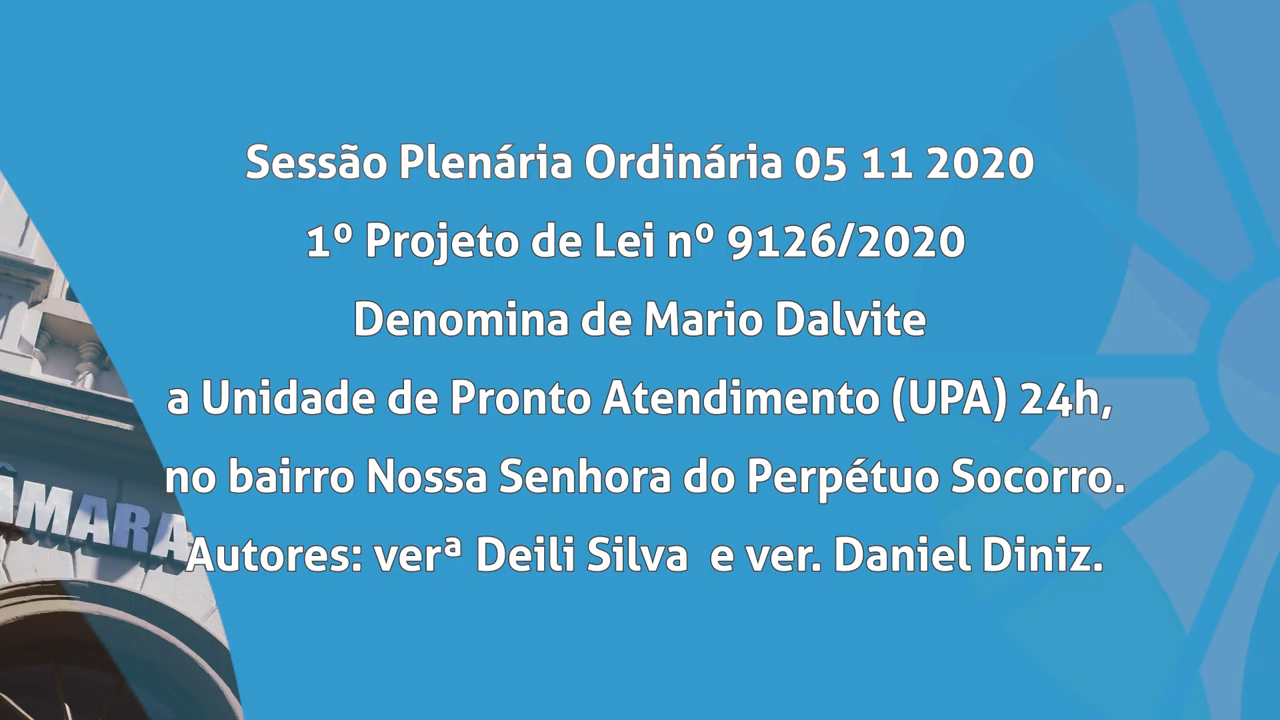 Sessão Plenária Ordinária 05 11 2020
1º Projeto de Lei nº 9126/2020
Denomina de Mario Dalvite
a Unidade de Pronto Atendimento (UPA) 24h,
no bairro Nossa Senhora do Perpétuo Socorro.
Autores: verª Deili Silva e ver. Daniel Diniz.
ÂMARA